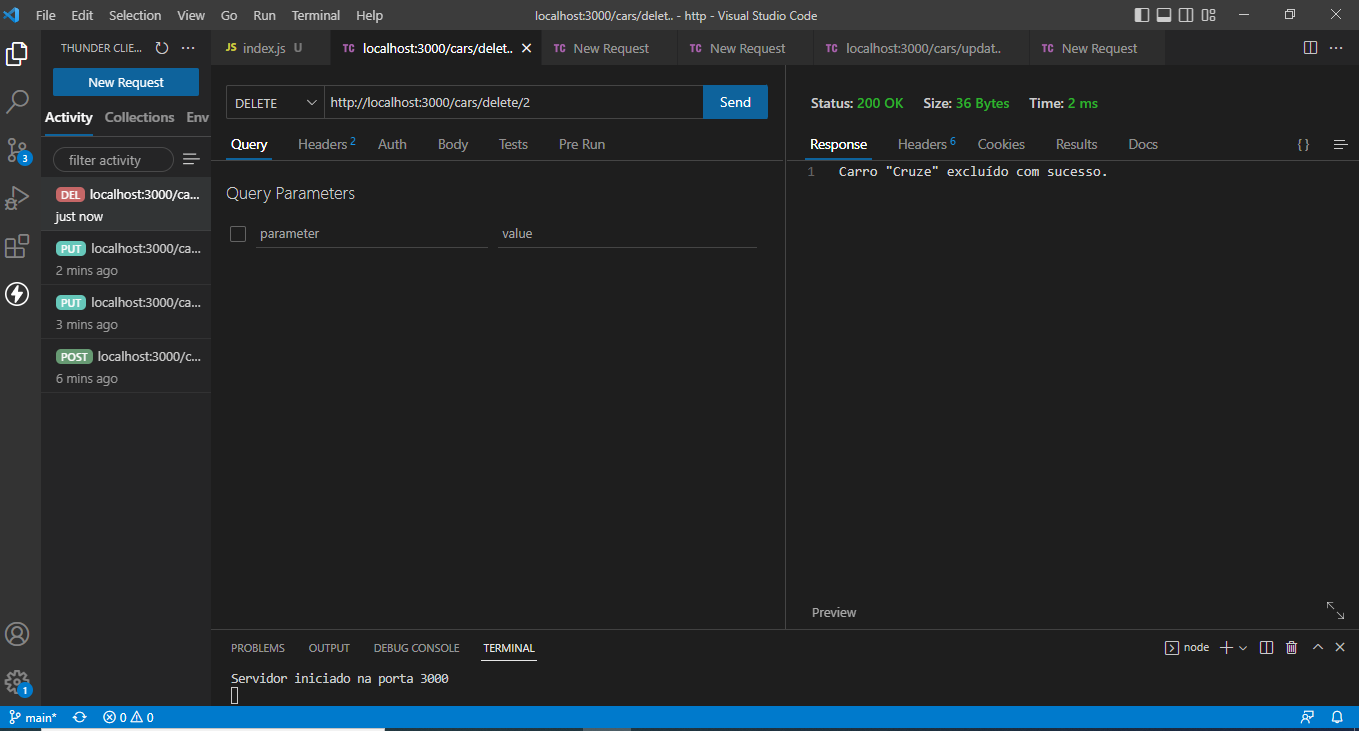 File Edit Selection View Go Run Terminal Help
localhost:3000/cars/delet.. - http - Visual Studio Code
THUNDER CLIE...
JS index.js U
TC localhost:3000/cars/delet..
TC New Request
TC New Request
TC localhost:3000/cars/updat..
TC New Request
New Request
Activity Collections Env
filter activity
DEL localhost:3000/ca...
just now
PUT localhost:3000/ca...
2 mins ago
PUT localhost:3000/ca...
3 mins ago
POST localhost:3000/c...
6 mins ago
3
1
DELETE http://localhost:3000/cars/delete/2 Send
Query Headers 2 Auth Body Tests Pre Run
Query Parameters
parameter value
Status: 200 OK Size: 36 Bytes Time: 2 ms
Response Headers 6 Cookies Results Docs {}
1 Carro "Cruze" excluído com sucesso.
Preview
PROBLEMS OUTPUT DEBUG CONSOLE TERMINAL
node
Servidor iniciado na porta 3000
main* 0 0